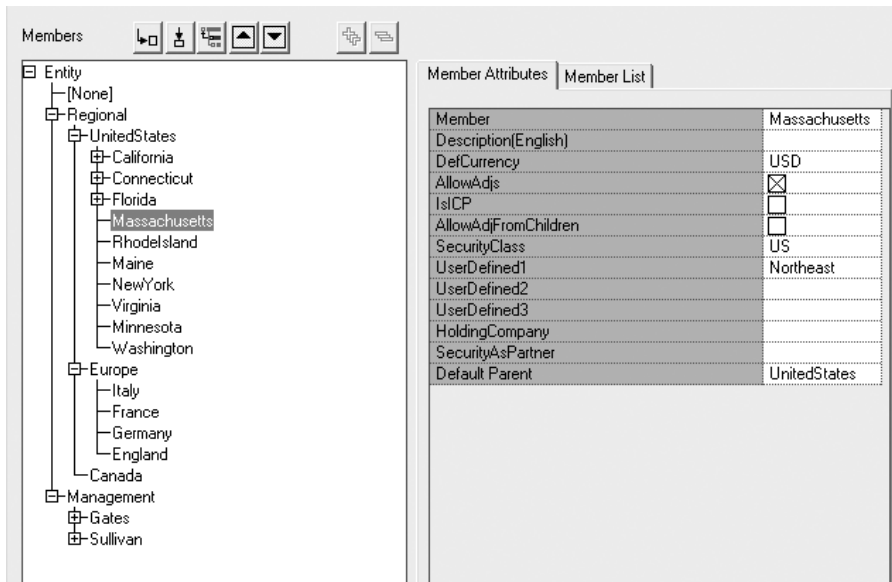 Members
Entity
[None]
Regional
UnitedStates
California
Connecticut
Florida
Massachusetts
RhodeIsland
Maine
NewYork
Virginia
Minnesota
Washington
Europe
Italy
France
Germany
England
Canada
Management
Gates
Sullivan
Member Attributes Member List
Member Massachusetts
Description(English)
DefCurrency USD
AllowAdjs
IsICP
AllowAdjFromChildren
SecurityClass US
UserDefined1 Northeast
UserDefined2
UserDefined3
HoldingCompany
SecurityAsPartner
Default Parent UnitedStates